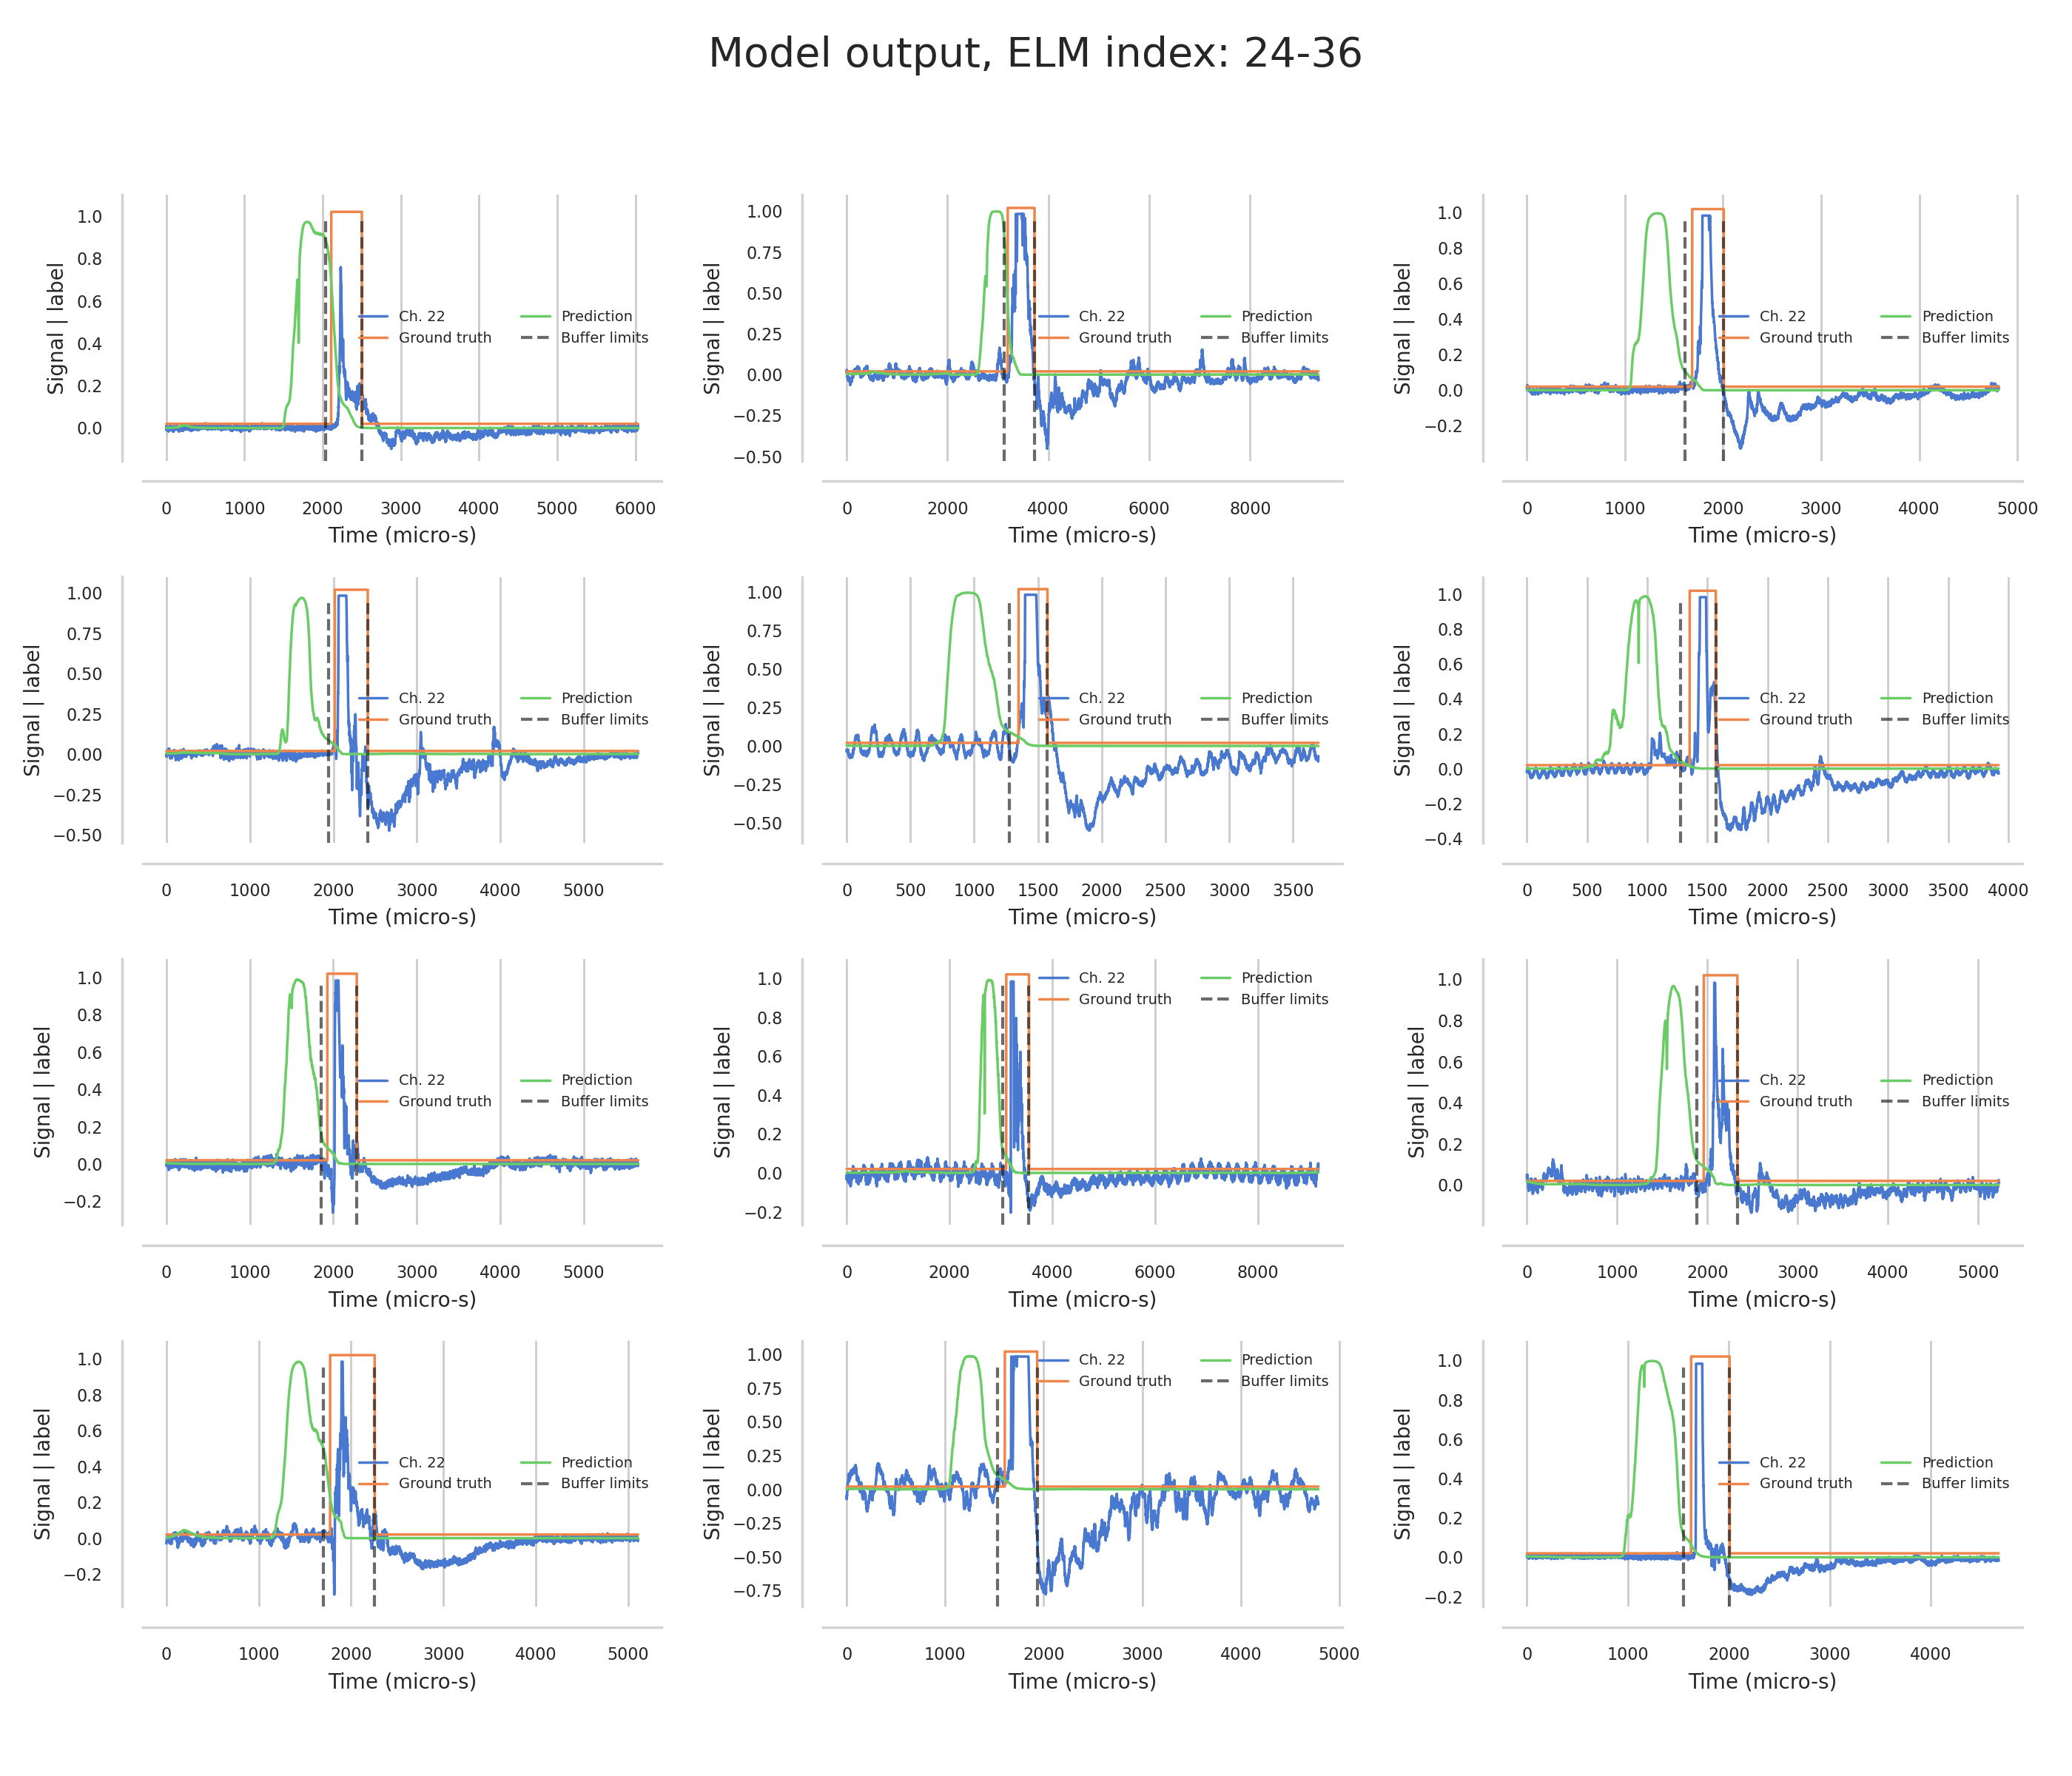 Model output, ELM index: 24-36
Signal | label
1.0
0.8
0.6
0.4
0.2
0.0
Ch. 22
Ground truth
Prediction
Buffer limits
0 1000 2000 3000 4000 5000 6000
Time (micro-s)
Signal | label
1.00
0.75
0.50
0.25
0.00
−0.25
−0.50
Ch. 22
Ground truth
Prediction
Buffer limits
0 2000 4000 6000 8000
Time (micro-s)
Signal | label
1.0
0.8
0.6
0.4
0.2
0.0
−0.2
Ch. 22
Ground truth
Prediction
Buffer limits
0 1000 2000 3000 4000 5000
Time (micro-s)
Signal | label
1.00
0.75
0.50
0.25
0.00
−0.25
−0.50
Ch. 22
Ground truth
Prediction
Buffer limits
0 1000 2000 3000 4000 5000
Time (micro-s)
Signal | label
1.00
0.75
0.50
0.25
0.00
−0.25
−0.50
Ch. 22
Ground truth
Prediction
Buffer limits
0 500 1000 1500 2000 2500 3000 3500
Time (micro-s)
Signal | label
1.0
0.8
0.6
0.4
0.2
0.0
−0.2
−0.4
Ch. 22
Ground truth
Prediction
Buffer limits
0 500 1000 1500 2000 2500 3000 3500 4000
Time (micro-s)
Signal | label
1.0
0.8
0.6
0.4
0.2
0.0
−0.2
Ch. 22
Ground truth
Prediction
Buffer limits
0 1000 2000 3000 4000 5000
Time (micro-s)
Signal | label
1.0
0.8
0.6
0.4
0.2
0.0
−0.2
Ch. 22
Ground truth
Prediction
Buffer limits
0 2000 4000 6000 8000
Time (micro-s)
Signal | label
1.0
0.8
0.6
0.4
0.2
0.0
Ch. 22
Ground truth
Prediction
Buffer limits
0 1000 2000 3000 4000 5000
Time (micro-s)
Signal | label
1.0
0.8
0.6
0.4
0.2
0.0
−0.2
Ch. 22
Ground truth
Prediction
Buffer limits
0 1000 2000 3000 4000 5000
Time (micro-s)
Signal | label
1.00
0.75
0.50
0.25
0.00
−0.25
−0.50
−0.75
Ch. 22
Ground truth
Prediction
Buffer limits
0 1000 2000 3000 4000 5000
Time (micro-s)
Signal | label
1.0
0.8
0.6
0.4
0.2
0.0
−0.2
Ch. 22
Ground truth
Prediction
Buffer limits
0 1000 2000 3000 4000
Time (micro-s)